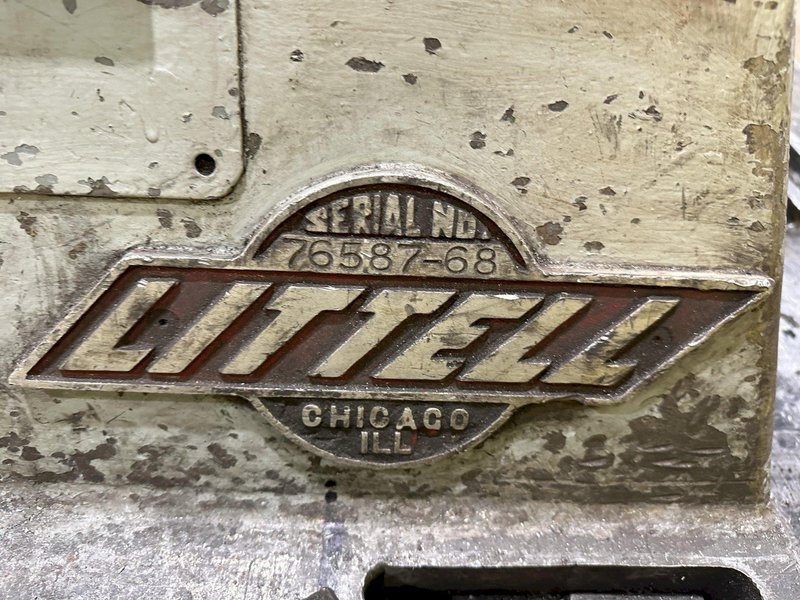 SERIAL NO.
76587-68
LITTELL
CHICAGO
ILL